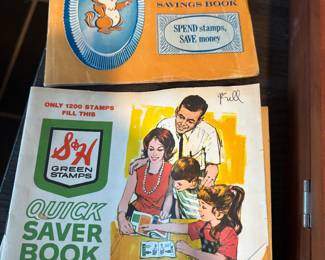 SAVINGS BOOK
SPEND stamps,
SAVE money
ONLY 1200 STAMPS
FILL THIS
Full
S&H
GREEN
STAMPS
QUICK
SAVER
BOOK